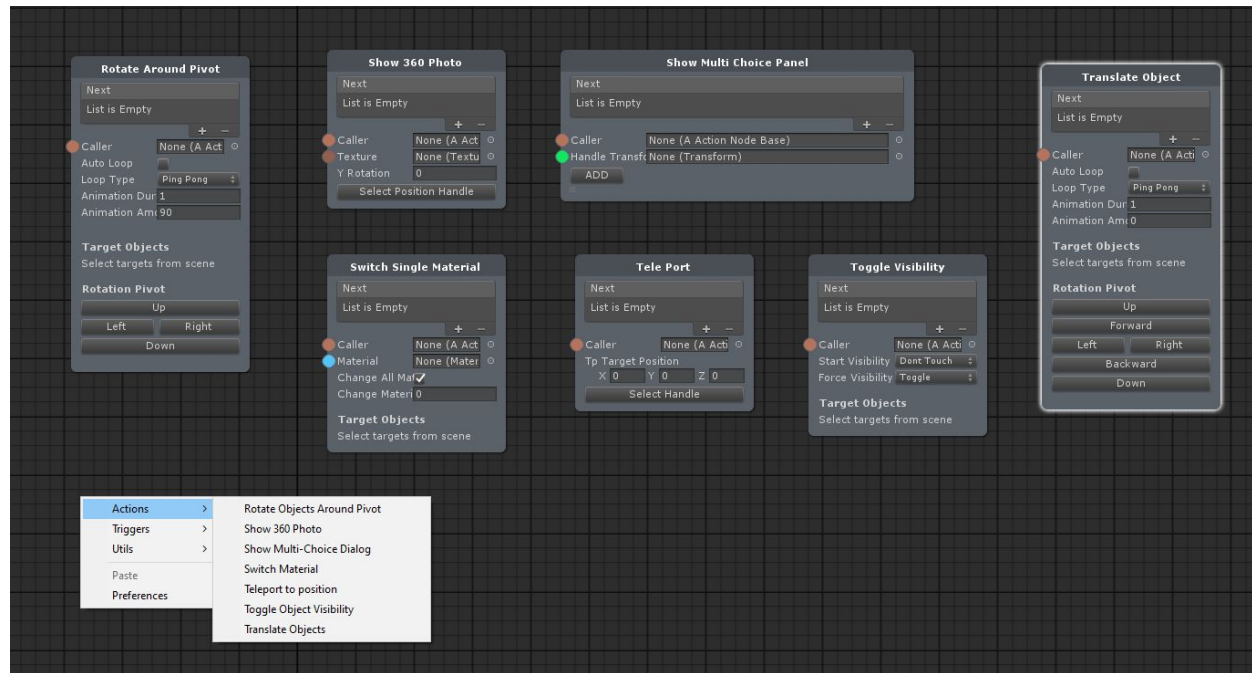 Rotate Around Pivot
Next
List is Empty
+ −
Caller None (A Act
Auto Loop
Loop Type Ping Pong
Animation Dur 1
Animation Am 90
Target Objects
Select targets from scene
Rotation Pivot
Up
Left Right
Down
Show 360 Photo
Next
List is Empty
+ −
Caller None (A Act
Texture None (Textu
Y Rotation 0
Select Position Handle
Show Multi Choice Panel
Next
List is Empty
+ −
Caller None (A Action Node Base)
Handle Transfo None (Transform)
ADD
Translate Object
Next
List is Empty
+ −
Caller None (A Acti
Auto Loop
Loop Type Ping Pong
Animation Dur 1
Animation Am 0
Target Objects
Select targets from scene
Rotation Pivot
Up
Forward
Left Right
Backward
Down
Switch Single Material
Next
List is Empty
+ −
Caller None (A Act
Material None (Mater
Change All Mat
Change Materi 0
Target Objects
Select targets from scene
Tele Port
Next
List is Empty
+ −
Caller None (A Acti
Tp Target Position
X 0 Y 0 Z 0
Select Handle
Toggle Visibility
Next
List is Empty
+ −
Caller None (A Acti
Start Visibility Dont Touch
Force Visibility Toggle
Target Objects
Select targets from scene
Actions >
Triggers >
Utils >
Paste
Preferences
Rotate Objects Around Pivot
Show 360 Photo
Show Multi-Choice Dialog
Switch Material
Teleport to position
Toggle Object Visibility
Translate Objects